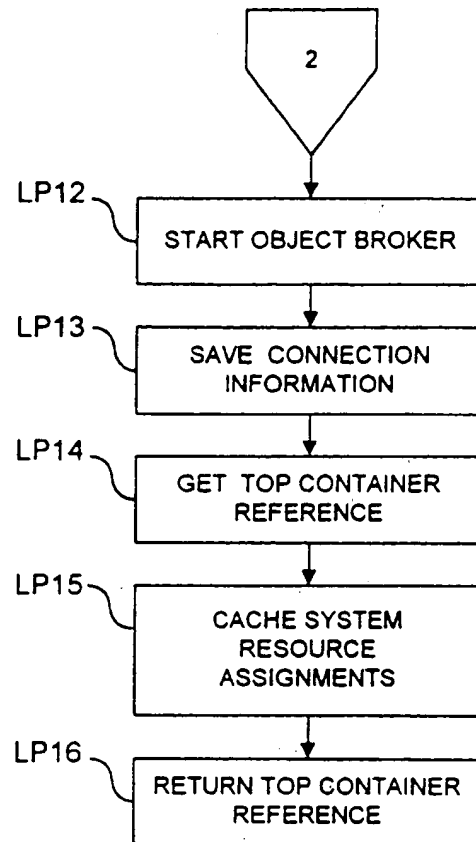 2
LP12
START OBJECT BROKER
LP13
SAVE CONNECTION
INFORMATION
LP14
GET TOP CONTAINER
REFERENCE
LP15
CACHE SYSTEM
RESOURCE
ASSIGNMENTS
LP16
RETURN TOP CONTAINER
REFERENCE